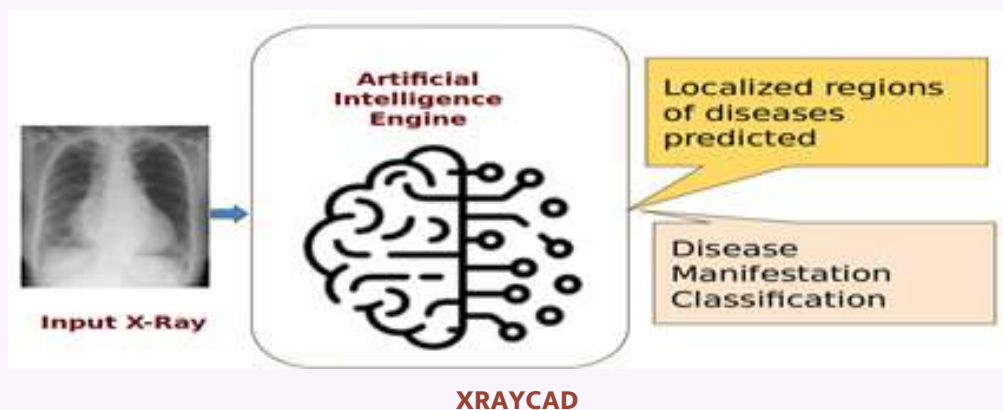 Artificial
Intelligence
Engine
Input X-Ray
Localized regions
of diseases
predicted
Disease
Manifestation
Classification
XRAYCAD